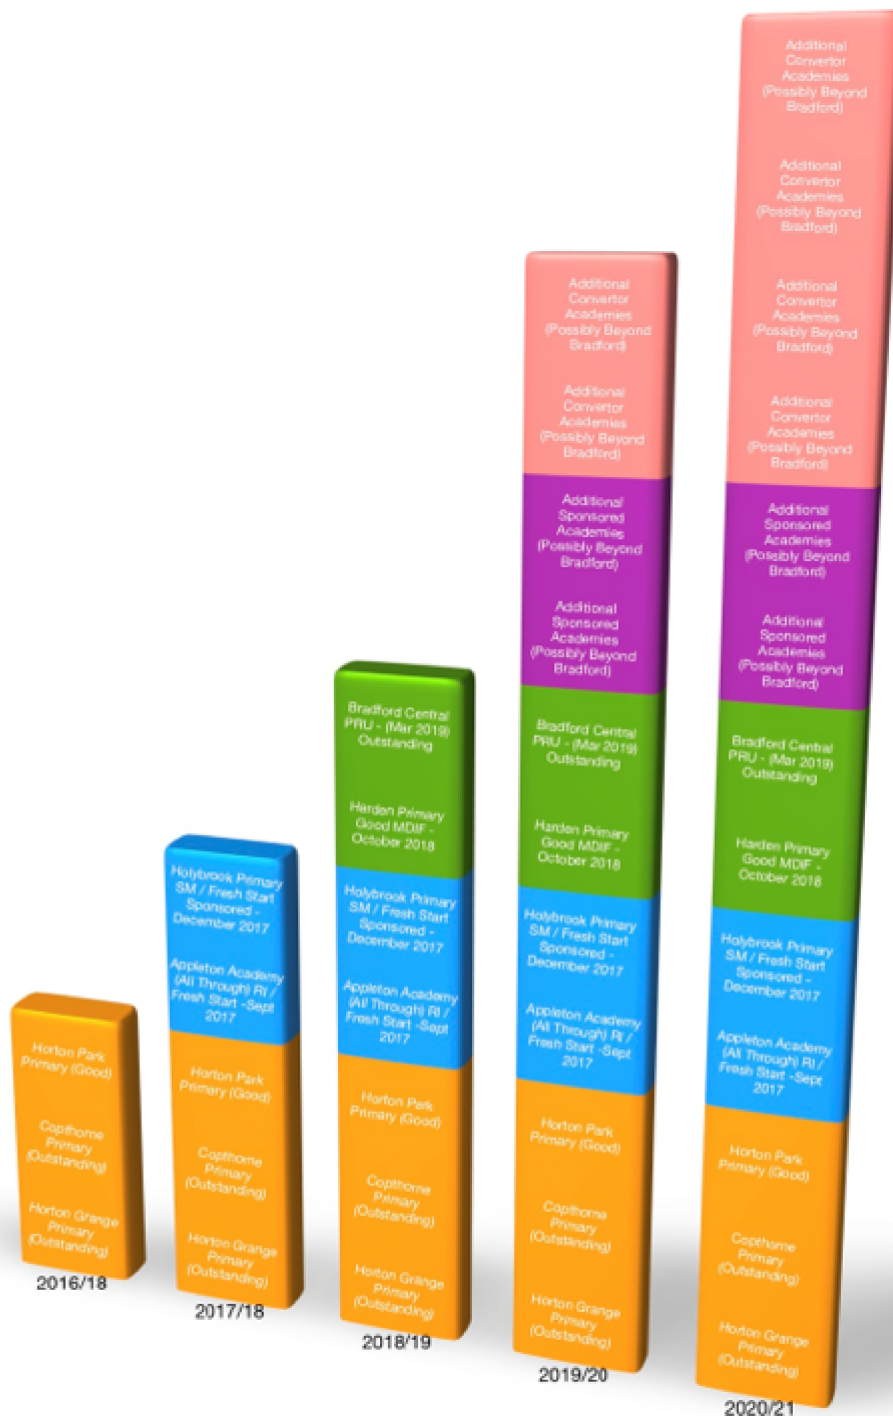 Horton Park
Primary (Good)
Copthorne
Primary
(Outstanding)
Horton Grange
Primary
(Outstanding)
2016/18
Holybrook Primary
SM / Fresh Start
Sponsored -
December 2017
Appleton Academy
(All Through) RI /
Fresh Start -Sept
2017
Horton Park
Primary (Good)
Copthorne
Primary
(Outstanding)
Horton Grange
Primary
(Outstanding)
2017/18
Bradford Central
PRU - (Mar 2019)
Outstanding
Harden Primary
Good MDIF -
October 2018
Holybrook Primary
SM / Fresh Start
Sponsored -
December 2017
Appleton Academy
(All Through) RI /
Fresh Start -Sept
2017
Horton Park
Primary (Good)
Copthorne
Primary
(Outstanding)
Horton Grange
Primary
(Outstanding)
2018/19
Additional
Convertor
Academies
(Possibly Beyond
Bradford)
Additional
Convertor
Academies
(Possibly Beyond
Bradford)
Additional
Sponsored
Academies
(Possibly Beyond
Bradford)
Additional
Sponsored
Academies
(Possibly Beyond
Bradford)
Bradford Central
PRU - (Mar 2019)
Outstanding
Harden Primary
Good MDIF -
October 2018
Holybrook Primary
SM / Fresh Start
Sponsored -
December 2017
Appleton Academy
(All Through) RI /
Fresh Start -Sept
2017
Horton Park
Primary (Good)
Copthorne
Primary
(Outstanding)
Horton Grange
Primary
(Outstanding)
2019/20
Additional
Convertor
Academies
(Possibly Beyond
Bradford)
Additional
Convertor
Academies
(Possibly Beyond
Bradford)
Additional
Convertor
Academies
(Possibly Beyond
Bradford)
Additional
Convertor
Academies
(Possibly Beyond
Bradford)
Additional
Sponsored
Academies
(Possibly Beyond
Bradford)
Additional
Sponsored
Academies
(Possibly Beyond
Bradford)
Bradford Central
PRU - (Mar 2019)
Outstanding
Harden Primary
Good MDIF -
October 2018
Holybrook Primary
SM / Fresh Start
Sponsored -
December 2017
Appleton Academy
(All Through) RI /
Fresh Start -Sept
2017
Horton Park
Primary (Good)
Copthorne
Primary
(Outstanding)
Horton Grange
Primary
(Outstanding)
2020/21